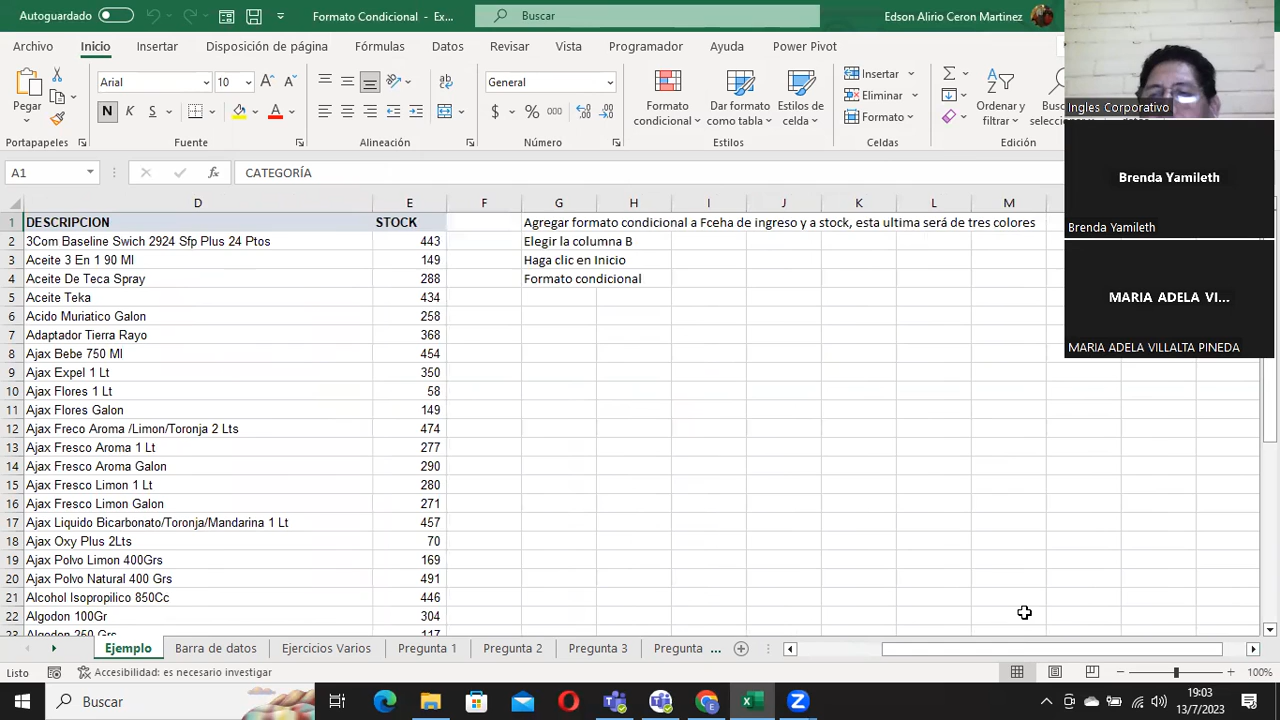 Autoguardado
Formato Condicional - Ex...
Buscar
Edson Alirio Ceron Martinez
Archivo Inicio Insertar Disposición de página Fórmulas Datos Revisar Vista Programador Ayuda Power Pivot
Pegar
Portapapeles
Arial 10
N K S
Fuente
Alineación
General
$ % 000
Número
Formato condicional
Dar formato como tabla
Estilos de celda
Estilos
Insertar
Eliminar
Formato
Celdas
Ordenar y filtrar
Edición
Ingles Corporativo
Brenda Yamileth
Brenda Yamileth
MARIA ADELA VI...
MARIA ADELA VILLALTA PINEDA
A1 fx CATEGORÍA
D E F G H I J K L M
1 DESCRIPCION STOCK Agregar formato condicional a Fceha de ingreso y a stock, esta ultima será de tres colores
2 3Com Baseline Swich 2924 Sfp Plus 24 Ptos 443 Elegir la columna B
3 Aceite 3 En 1 90 Ml 149 Haga clic en Inicio
4 Aceite De Teca Spray 288 Formato condicional
5 Aceite Teka 434
6 Acido Muriatico Galon 258
7 Adaptador Tierra Rayo 368
8 Ajax Bebe 750 Ml 454
9 Ajax Expel 1 Lt 350
10 Ajax Flores 1 Lt 58
11 Ajax Flores Galon 149
12 Ajax Freco Aroma /Limon/Toronja 2 Lts 474
13 Ajax Fresco Aroma 1 Lt 277
14 Ajax Fresco Aroma Galon 290
15 Ajax Fresco Limon 1 Lt 280
16 Ajax Fresco Limon Galon 271
17 Ajax Liquido Bicarbonato/Toronja/Mandarina 1 Lt 457
18 Ajax Oxy Plus 2Lts 70
19 Ajax Polvo Limon 400Grs 169
20 Ajax Polvo Natural 400 Grs 491
21 Alcohol Isopropilico 850Cc 446
22 Algodon 100Gr 304
23 Algodon 250 Grs 117
Ejemplo Barra de datos Ejercicios Varios Pregunta 1 Pregunta 2 Pregunta 3 Pregunta ...
Listo Accesibilidad: es necesario investigar 100%
Buscar
19:03
13/7/2023